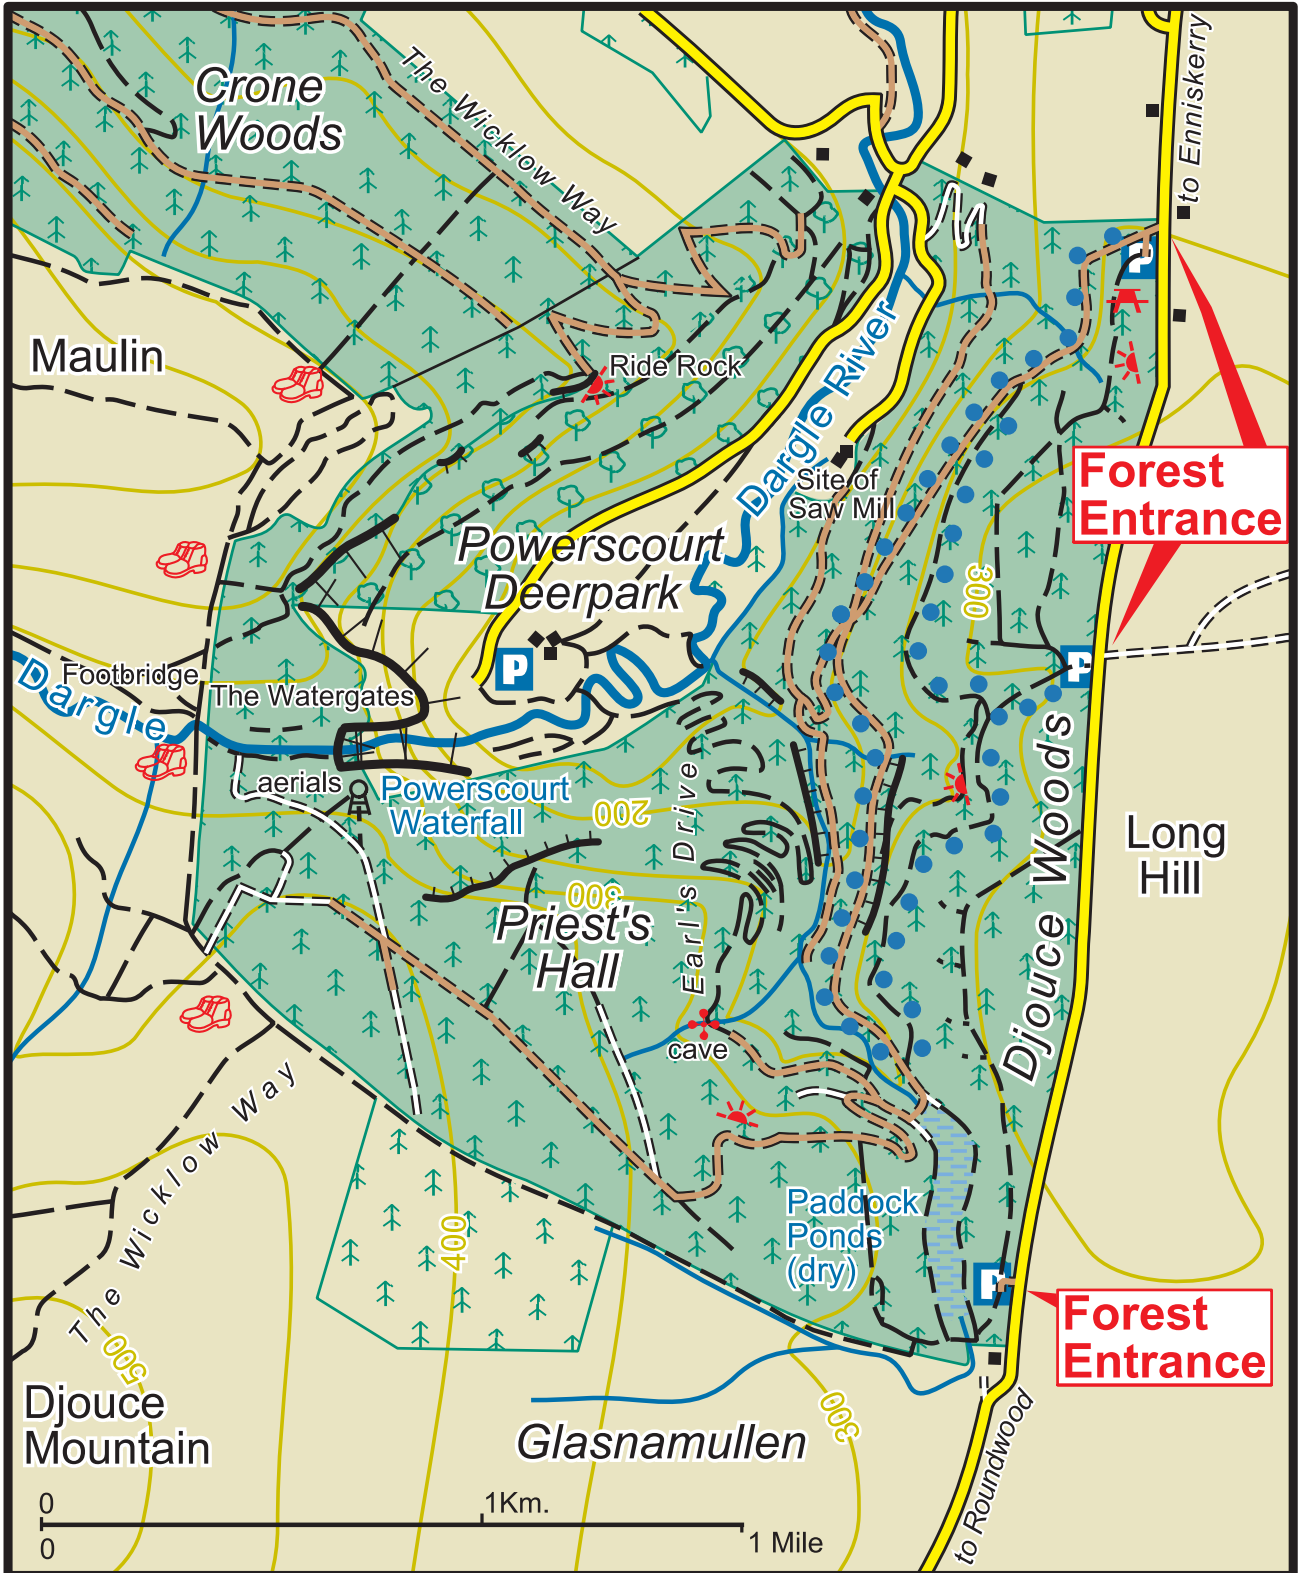 to Enniskerry
Crone
Woods
The Wicklow Way
P
Maulin
Ride Rock
Dargle River
Forest
Entrance
Site of
Saw Mill
Powerscourt
Deerpark
300
P
P
Footbridge
The Watergates
Dargle
aerials
Powerscourt
Waterfall
200
Earl's Drive
Djouce Woods
Long
Hill
300
Priest's
Hall
cave
The Wicklow Way
Paddock
Ponds
(dry)
400
P
Forest
Entrance
500
Djouce
Mountain
Glasnamullen
300
to Roundwood
0
1Km.
0
1 Mile